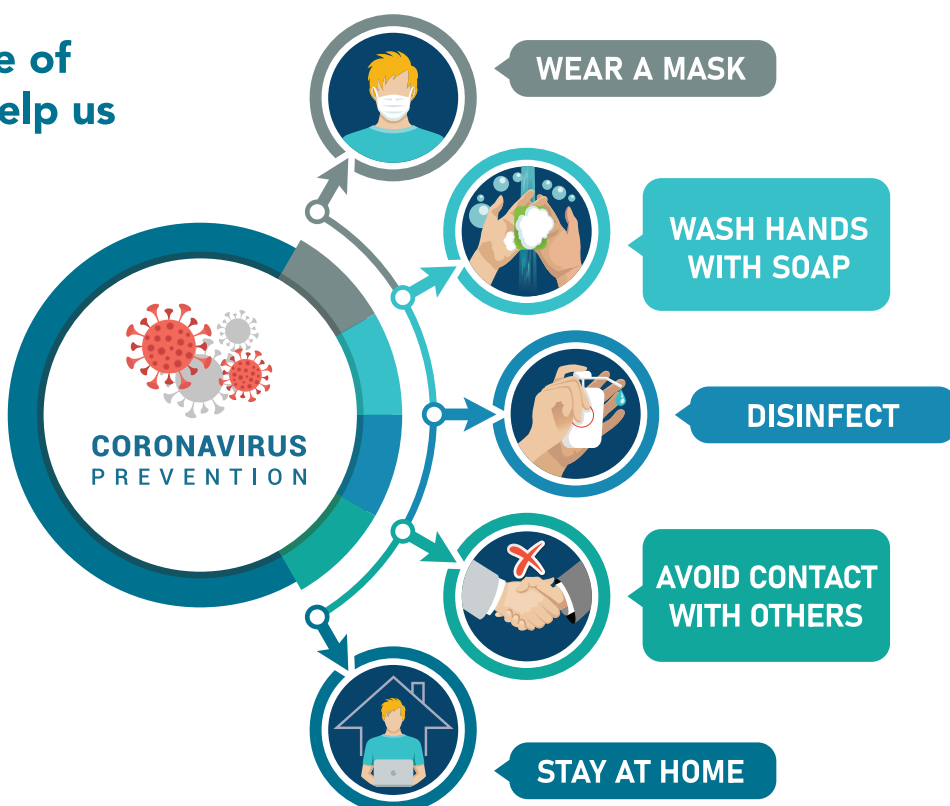 e of
elp us
WEAR A MASK
WASH HANDS
WITH SOAP
CORONAVIRUS
PREVENTION
DISINFECT
AVOID CONTACT
WITH OTHERS
STAY AT HOME